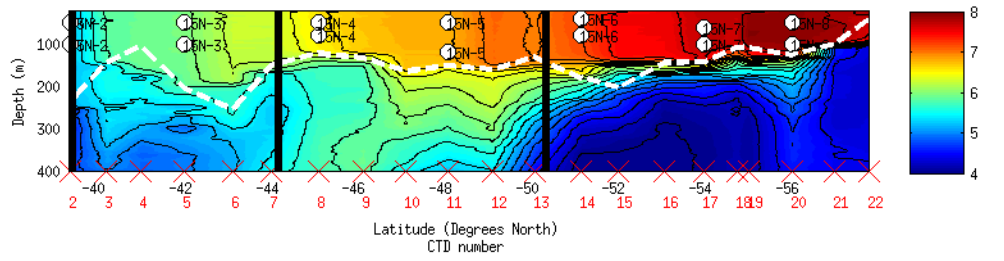 15N-2 15N-3 15N-4 15N-5 15N-6 15N-7 15N-8
15N-2 15N-3 15N-4 15N-5 15N-6 15N-7
8
7
6
5
4
100
200
300
400
Depth (m)
-40 -42 -44 -46 -48 -50 -52 -54 -56
2 3 4 5 6 7 8 9 10 11 12 13 14 15 16 17 18 19 20 21 22
Latitude (Degrees North)
CTD number